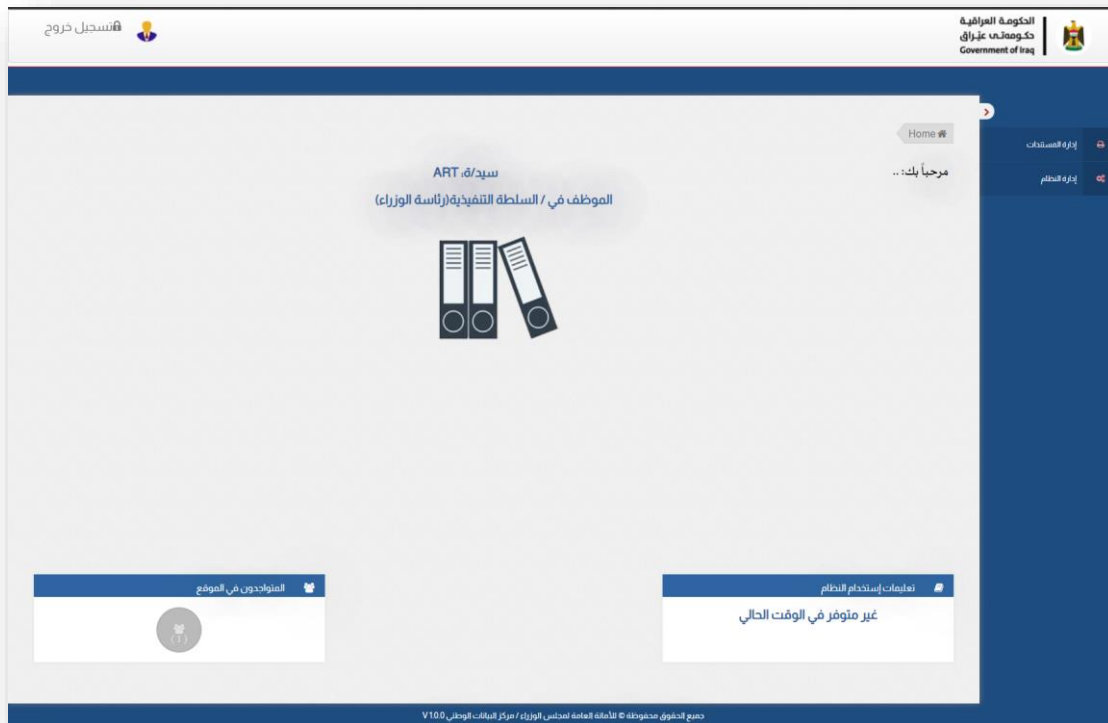 الحكومة العراقية
حكومەتی عێراق
Government of Iraq
تسجيل خروج
Home
مرحباً بك: ..
سيد/ة، ART
الموظف في / السلطة التنفيذية(رئاسة الوزراء)
إدارة المستندات
إدارة النظام
تعليمات إستخدام النظام
غير متوفر في الوقت الحالي
المتواجدون في الموقع
(1)
جميع الحقوق محفوظة © للأمانة العامة لمجلس الوزراء / مركز البيانات الوطني V 1.0.0